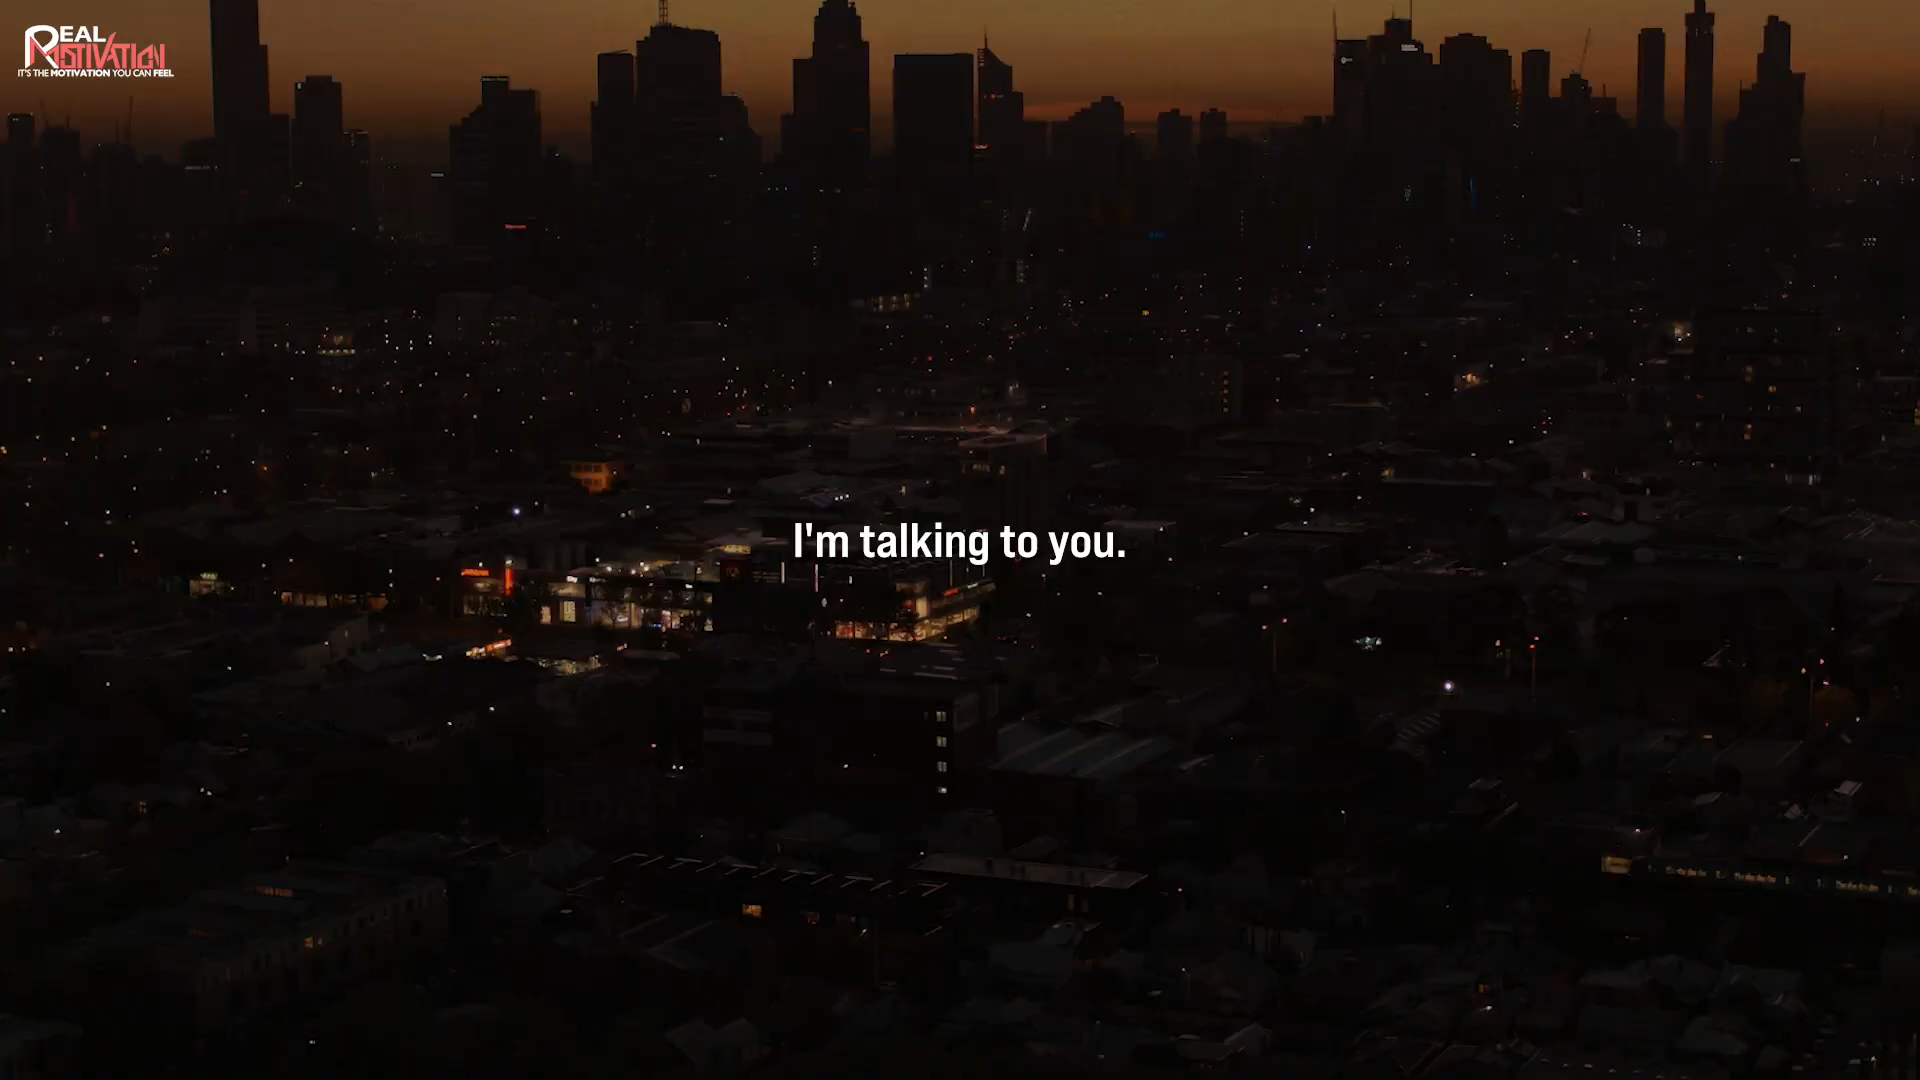 REAL
MOTIVATION
IT'S THE MOTIVATION YOU CAN FEEL
I'm talking to you.